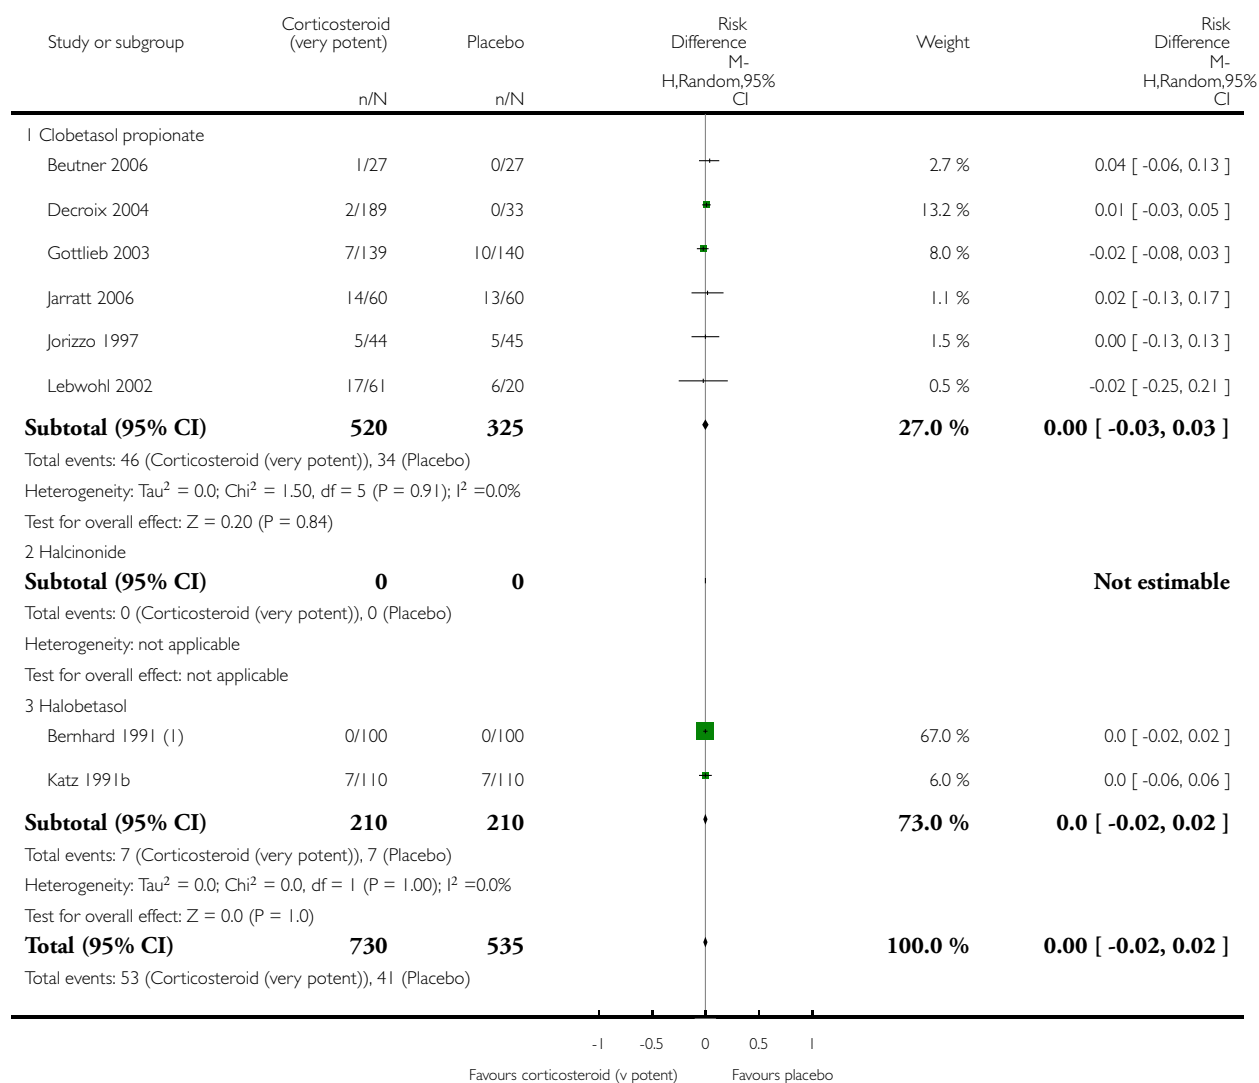 Study or subgroup Corticosteroid (very potent) Placebo Risk Difference Weight Risk Difference
M-H,Random,95% CI M-H,Random,95% CI
n/N n/N
1 Clobetasol propionate
Beutner 2006 1/27 0/27 2.7 % 0.04 [ -0.06, 0.13 ]
Decroix 2004 2/189 0/33 13.2 % 0.01 [ -0.03, 0.05 ]
Gottlieb 2003 7/139 10/140 8.0 % -0.02 [ -0.08, 0.03 ]
Jarratt 2006 14/60 13/60 1.1 % 0.02 [ -0.13, 0.17 ]
Jorizzo 1997 5/44 5/45 1.5 % 0.00 [ -0.13, 0.13 ]
Lebwohl 2002 17/61 6/20 0.5 % -0.02 [ -0.25, 0.21 ]
Subtotal (95% CI) 520 325 27.0 % 0.00 [ -0.03, 0.03 ]
Total events: 46 (Corticosteroid (very potent)), 34 (Placebo)
Heterogeneity: Tau² = 0.0; Chi² = 1.50, df = 5 (P = 0.91); I² =0.0%
Test for overall effect: Z = 0.20 (P = 0.84)
2 Halcinonide
Subtotal (95% CI) 0 0 Not estimable
Total events: 0 (Corticosteroid (very potent)), 0 (Placebo)
Heterogeneity: not applicable
Test for overall effect: not applicable
3 Halobetasol
Bernhard 1991 (1) 0/100 0/100 67.0 % 0.0 [ -0.02, 0.02 ]
Katz 1991b 7/110 7/110 6.0 % 0.0 [ -0.06, 0.06 ]
Subtotal (95% CI) 210 210 73.0 % 0.0 [ -0.02, 0.02 ]
Total events: 7 (Corticosteroid (very potent)), 7 (Placebo)
Heterogeneity: Tau² = 0.0; Chi² = 0.0, df = 1 (P = 1.00); I² =0.0%
Test for overall effect: Z = 0.0 (P = 1.0)
Total (95% CI) 730 535 100.0 % 0.00 [ -0.02, 0.02 ]
Total events: 53 (Corticosteroid (very potent)), 41 (Placebo)
-1 -0.5 0 0.5 1
Favours corticosteroid (v potent) Favours placebo